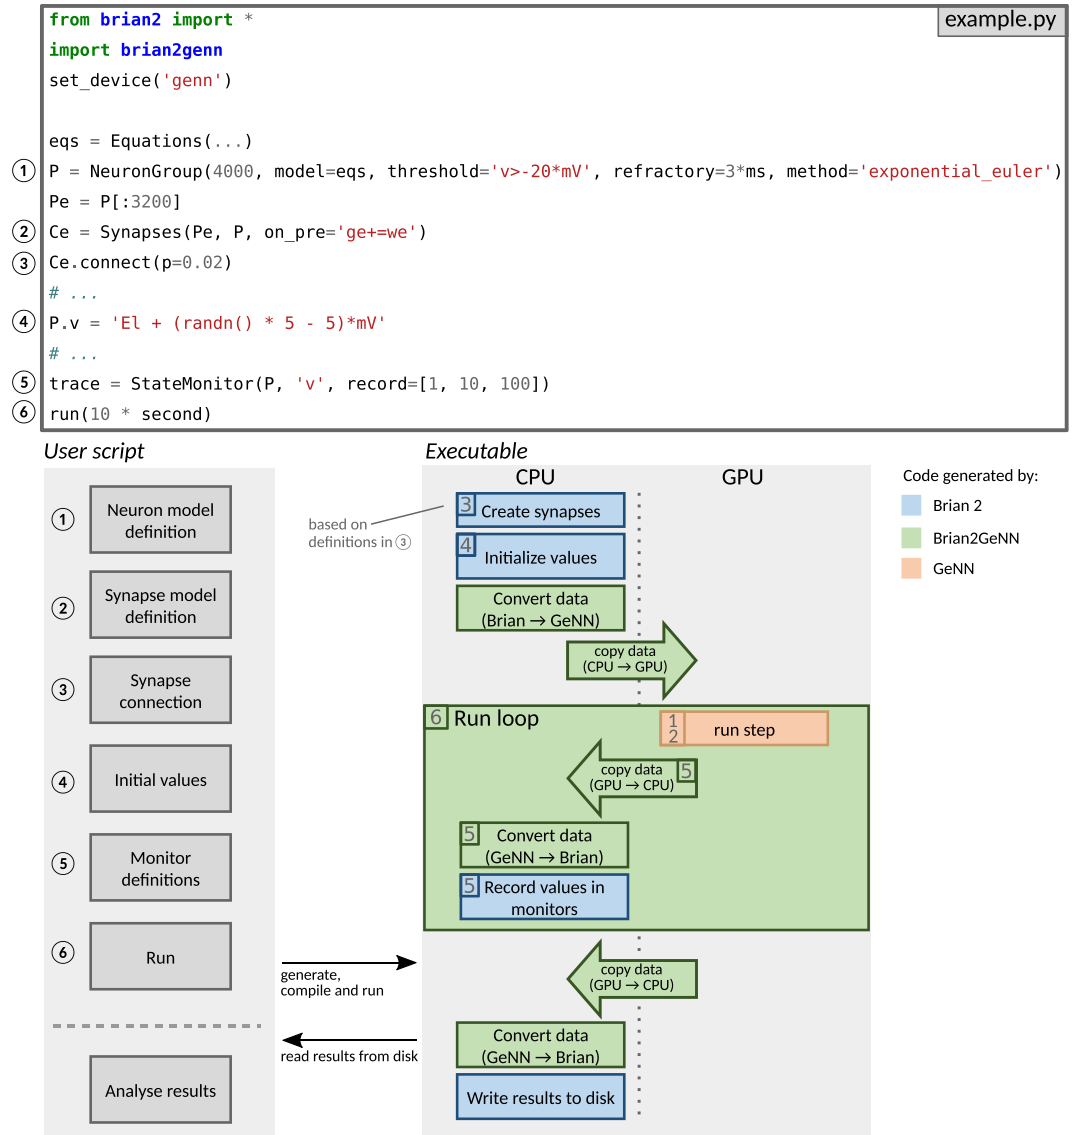 example.py
from brian2 import *
import brian2genn
set_device('genn')
eqs = Equations(...)
1 P = NeuronGroup(4000, model=eqs, threshold='v>-20*mV', refractory=3*ms, method='exponential_euler')
Pe = P[:3200]
2 Ce = Synapses(Pe, P, on_pre='ge+=we')
3 Ce.connect(p=0.02)
# ...
4 P.v = 'El + (randn() * 5 - 5)*mV'
# ...
5 trace = StateMonitor(P, 'v', record=[1, 10, 100])
6 run(10 * second)
User script
1 Neuron model
definition
2 Synapse model
definition
3 Synapse
connection
4 Initial values
5 Monitor
definitions
6 Run
Analyse results
generate,
compile and run
read results from disk
based on
definitions in 3
Executable
CPU
GPU
3 Create synapses
4 Initialize values
Convert data
(Brian → GeNN)
copy data
(CPU → GPU)
6 Run loop
1
2
run step
copy data
(GPU → CPU)
5
5 Convert data
(GeNN → Brian)
5 Record values in
monitors
copy data
(GPU → CPU)
Convert data
(GeNN → Brian)
Write results to disk
Code generated by:
Brian 2
Brian2GeNN
GeNN